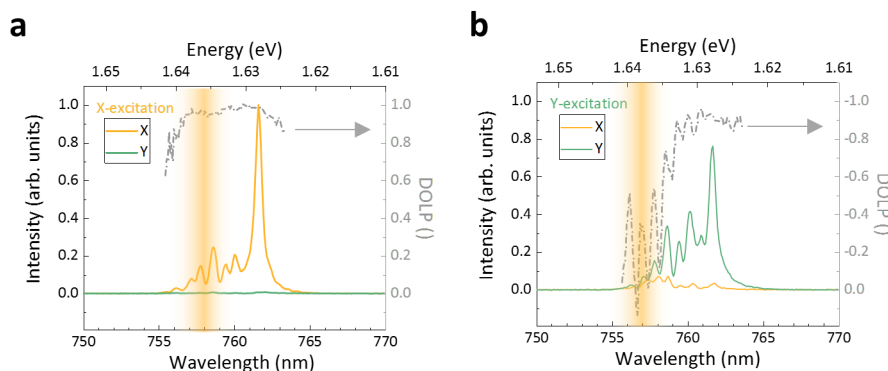 a
Energy (eV)
1.65 1.64 1.63 1.62 1.61
X-excitation
X
Y
Intensity (arb. units)
1.0
0.8
0.6
0.4
0.2
0.0
1.0
0.8
0.6
0.4
0.2
0.0
DOLP ()
750 755 760 765 770
Wavelength (nm)
b
Energy (eV)
1.65 1.64 1.63 1.62 1.61
Y-excitation
X
Y
Intensity (arb. units)
1.0
0.8
0.6
0.4
0.2
0.0
-1.0
-0.8
-0.6
-0.4
-0.2
0.0
DOLP ()
750 755 760 765 770
Wavelength (nm)